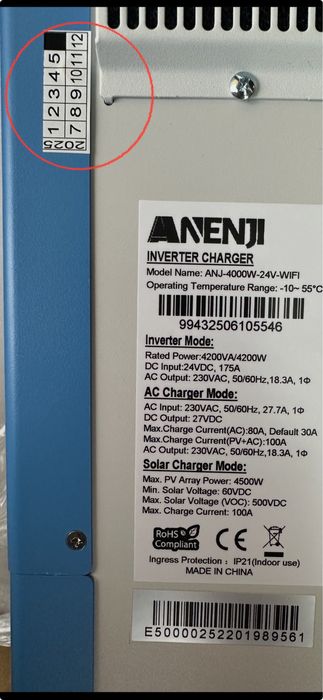 2025
1 2 3 4 5
7 8 9 10 11 12
ANENJI
INVERTER CHARGER
Model Name: ANJ-4000W-24V-WIFI
Operating Temperature Range: -10~ 55°C
99432506105546
Inverter Mode:
Rated Power:4200VA/4200W
DC Input:24VDC, 175A
AC Output: 230VAC, 50/60Hz,18.3A, 1Φ
AC Charger Mode:
AC Input: 230VAC, 50/60Hz, 27.7A, 1Φ
DC Output: 27VDC
Max.Charge Current(AC):80A, Default 30A
Max.Charge Current(PV+AC):100A
AC Output: 230VAC, 50/60Hz,18.3A, 1Φ
Solar Charger Mode:
Max. PV Array Power: 4500W
Min. Solar Voltage: 60VDC
Max. Solar Voltage (VOC): 500VDC
Max. Charge Current: 100A
RoHS
Compliant
CE
Ingress Protection : IP21(Indoor use)
MADE IN CHINA
E50000252201989561